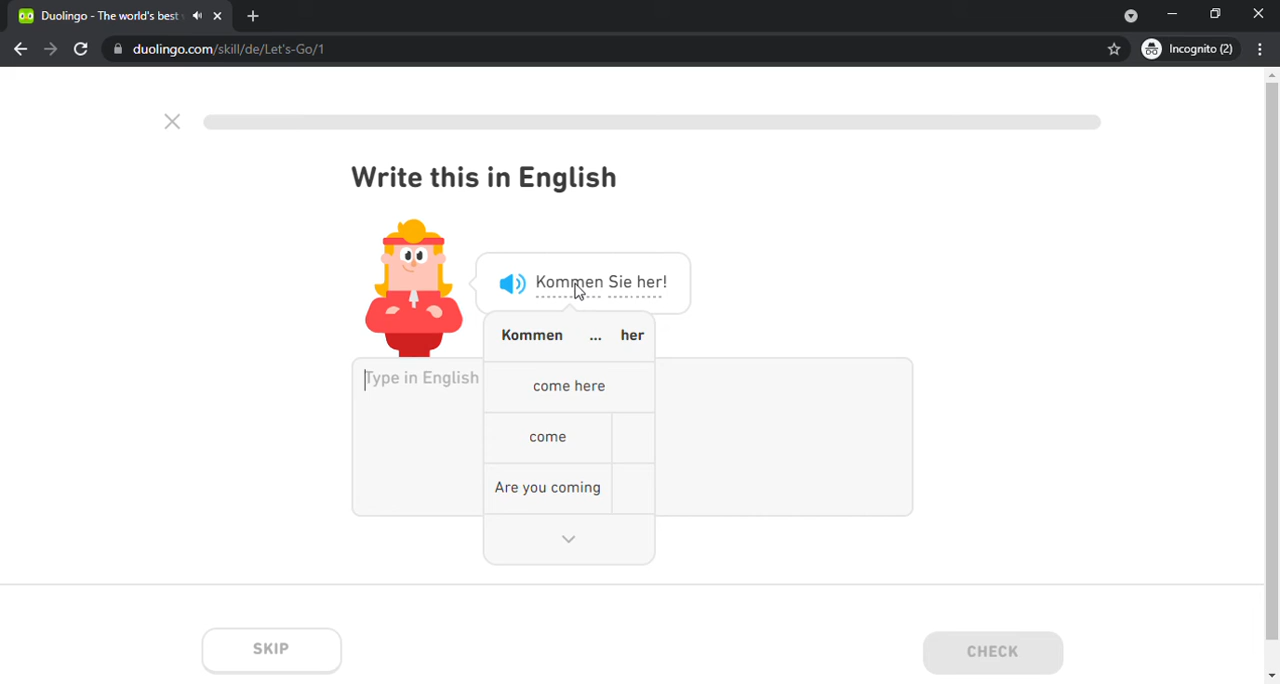 Duolingo - The world's best
duolingo.com/skill/de/Let's-Go/1
Incognito (2)
Write this in English
Kommen Sie her!
Kommen ... her
come here
come
Are you coming
Type in English
SKIP
CHECK